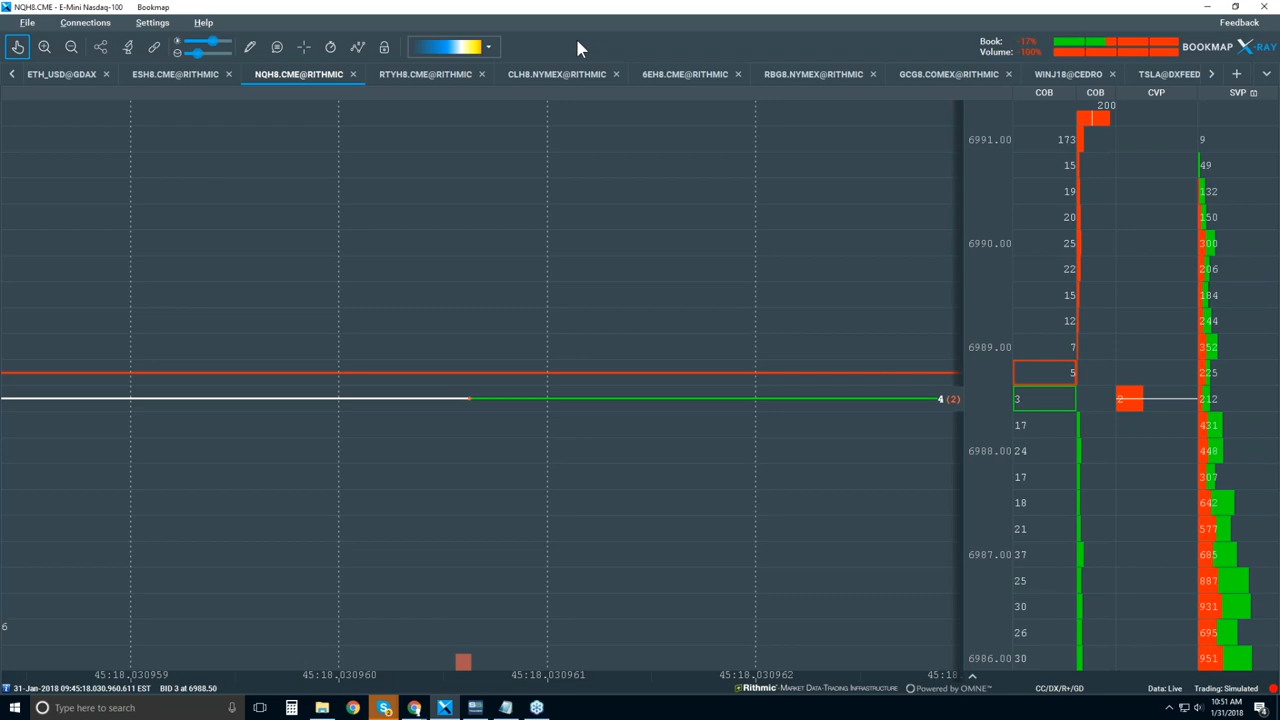 NQH8.CME - E-Mini Nasdaq-100 Bookmap
File Connections Settings Help Feedback
Book: -17%
Volume: -100%
BOOKMAP X-RAY
ETH_USD@GDAX ESH8.CME@RITHMIC NQH8.CME@RITHMIC RTYH8.CME@RITHMIC CLH8.NYMEX@RITHMIC 6EH8.CME@RITHMIC RBG8.NYMEX@RITHMIC GCG8.COMEX@RITHMIC WINJ18@CEDRO TSLA@DXFEED
COB COB CVP SVP
200
6991.00 173 9
15 49
19 132
20 150
6990.00 25 300
22 206
15 184
12 244
6989.00 7 352
5 225
4 (2) 3 2 212
17 431
6988.00 24 448
17 307
18 642
21 577
6987.00 37 685
25 887
30 931
6 26 695
6986.00 30 951
45:18.030959 45:18.030960 45:18.030961 45:18.030962 45:18.
31-Jan-2018 09:45:18.030.960.611 EST BID 3 at 6988.50 Rithmic MARKET DATA-TRADING INFRASTRUCTURE Powered by OMNE™ CC/DX/R+/GD Data: Live Trading: Simulated
Type here to search
10:51 AM
1/31/2018
4